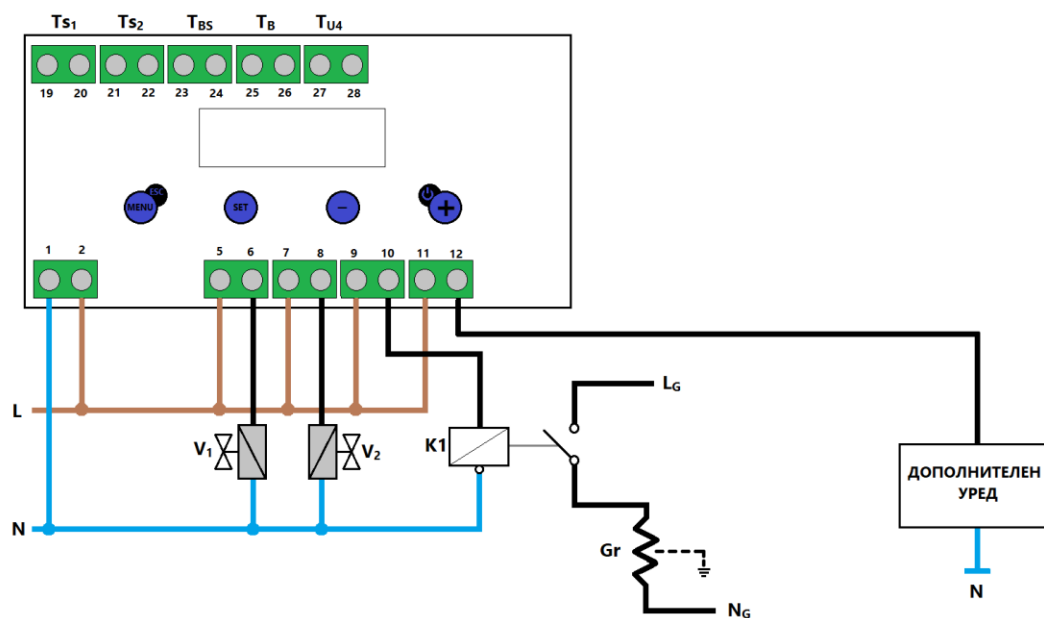 Ts1 Ts2 TBS TB TU4
19 20 21 22 23 24 25 26 27 28
ESC
MENU SET - +
1 2 5 6 7 8 9 10 11 12
LG
L
V1 V2 K1
ДОПОЛНИТЕЛЕН
УРЕД
N
Gr
N
NG